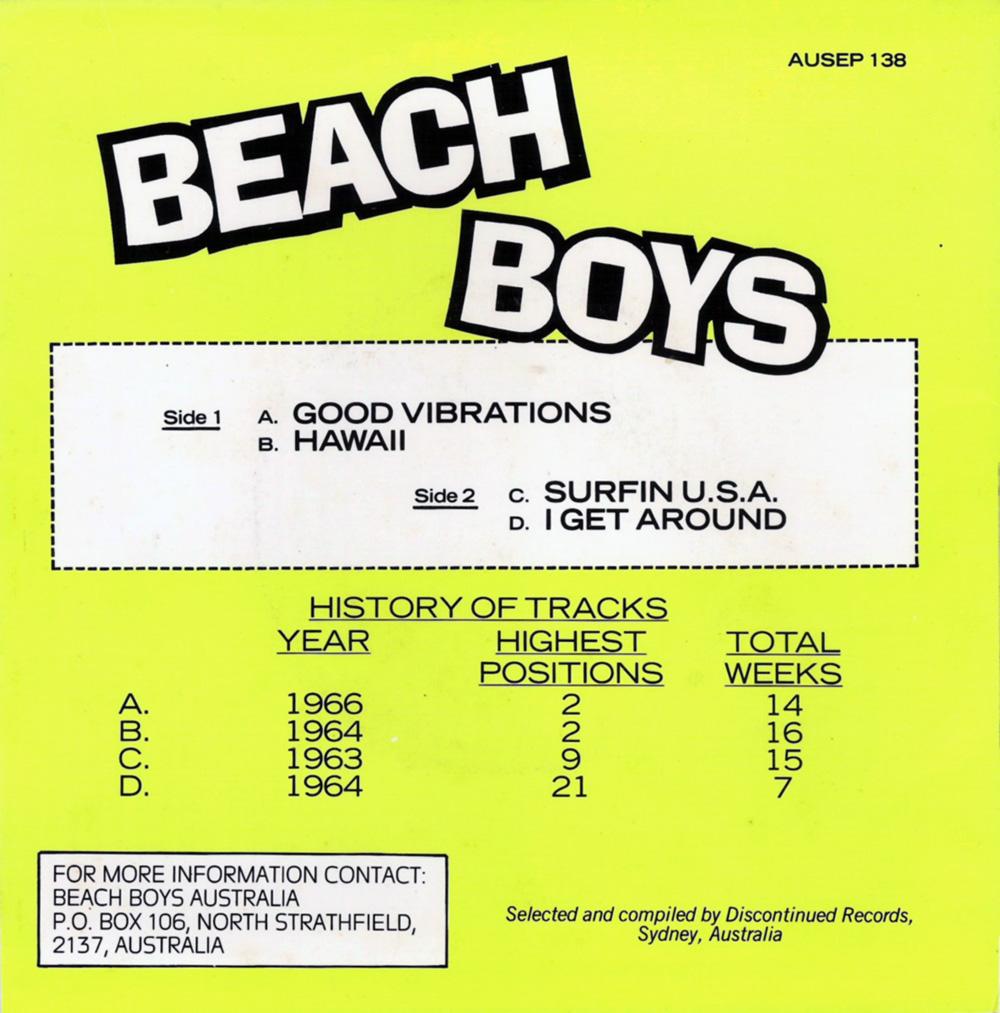 AUSEP 138
BEACH
BOYS
Side 1 A. GOOD VIBRATIONS
B. HAWAII
Side 2 C. SURFIN U.S.A.
D. I GET AROUND
HISTORY OF TRACKS
YEAR HIGHEST POSITIONS TOTAL WEEKS
A. 1966 2 14
B. 1964 2 16
C. 1963 9 15
D. 1964 21 7
FOR MORE INFORMATION CONTACT:
BEACH BOYS AUSTRALIA
P.O. BOX 106, NORTH STRATHFIELD,
2137, AUSTRALIA
Selected and compiled by Discontinued Records,
Sydney, Australia